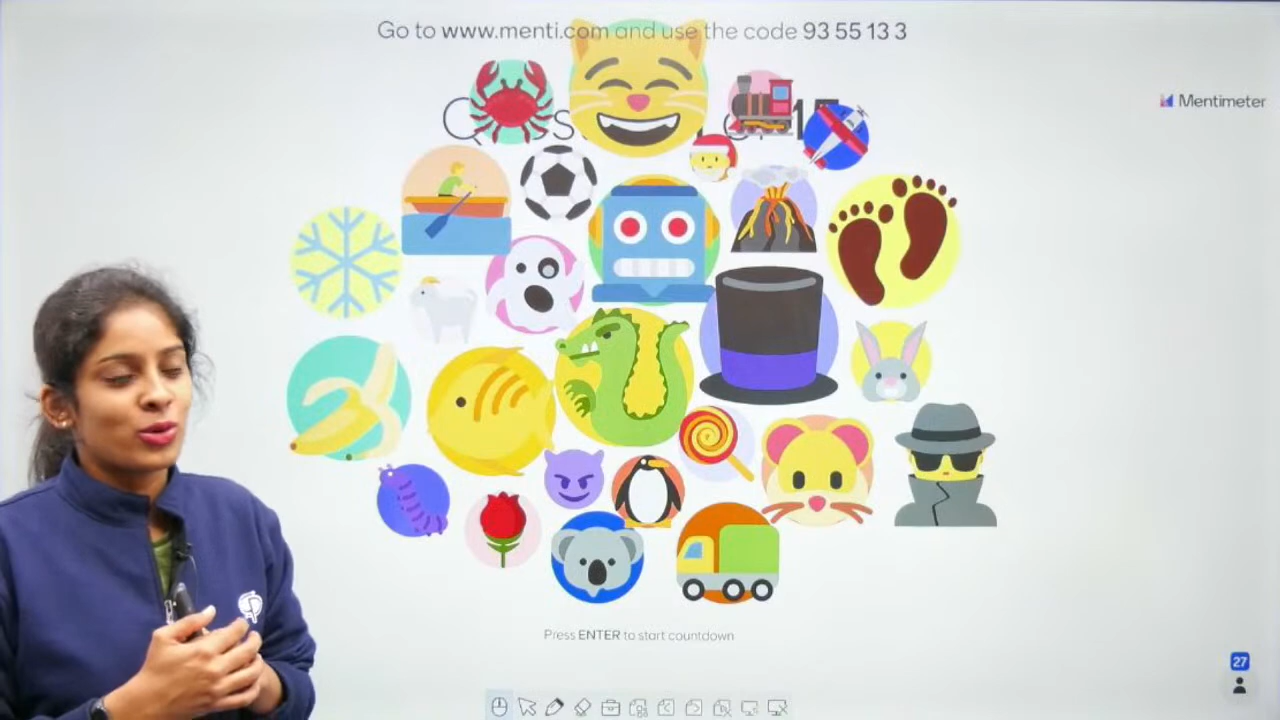 Go to www.menti.com and use the code 93 55 13 3
Mentimeter
Press ENTER to start countdown
27